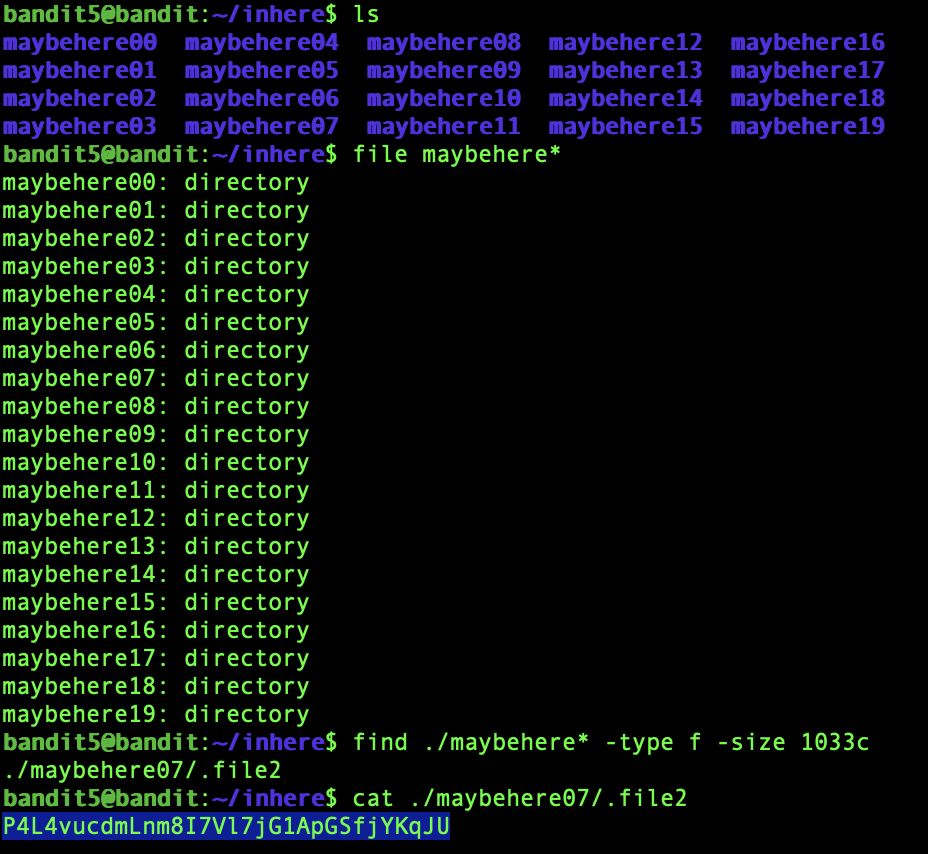 bandit5@bandit:~/inhere$ ls
maybehere00  maybehere04  maybehere08  maybehere12  maybehere16
maybehere01  maybehere05  maybehere09  maybehere13  maybehere17
maybehere02  maybehere06  maybehere10  maybehere14  maybehere18
maybehere03  maybehere07  maybehere11  maybehere15  maybehere19
bandit5@bandit:~/inhere$ file maybehere*
maybehere00: directory
maybehere01: directory
maybehere02: directory
maybehere03: directory
maybehere04: directory
maybehere05: directory
maybehere06: directory
maybehere07: directory
maybehere08: directory
maybehere09: directory
maybehere10: directory
maybehere11: directory
maybehere12: directory
maybehere13: directory
maybehere14: directory
maybehere15: directory
maybehere16: directory
maybehere17: directory
maybehere18: directory
maybehere19: directory
bandit5@bandit:~/inhere$ find ./maybehere* -type f -size 1033c
./maybehere07/.file2
bandit5@bandit:~/inhere$ cat ./maybehere07/.file2
P4L4vucdmLnm8I7Vl7jG1ApGSfjYKqJU